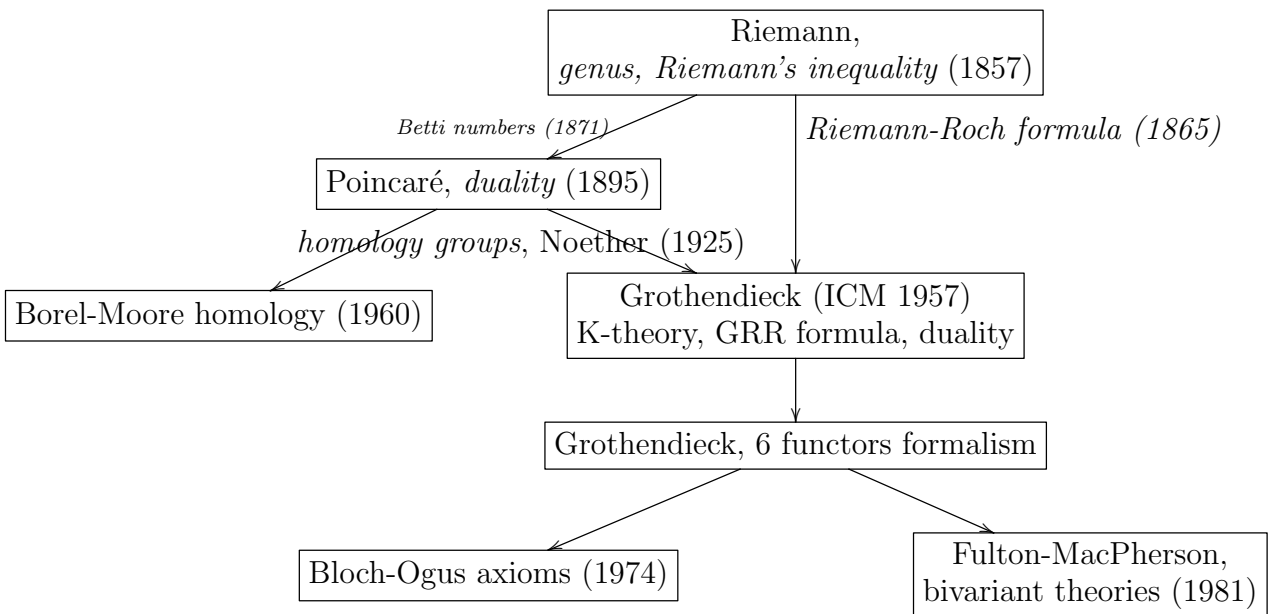 Riemann,
genus, Riemann's inequality (1857)
Betti numbers (1871)
Riemann-Roch formula (1865)
Poincaré, duality (1895)
homology groups, Noether (1925)
Borel-Moore homology (1960)
Grothendieck (ICM 1957)
K-theory, GRR formula, duality
Grothendieck, 6 functors formalism
Bloch-Ogus axioms (1974)
Fulton-MacPherson,
bivariant theories (1981)